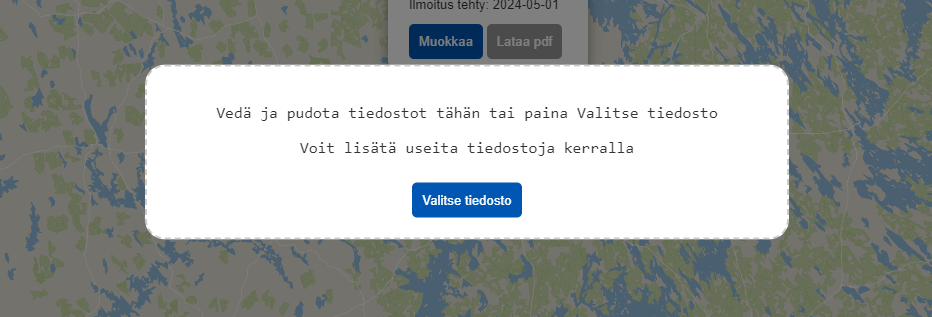 Ilmoitus tehty: 2024-05-01
Muokkaa Lataa pdf
Vedä ja pudota tiedostot tähän tai paina Valitse tiedosto
Voit lisätä useita tiedostoja kerralla
Valitse tiedosto